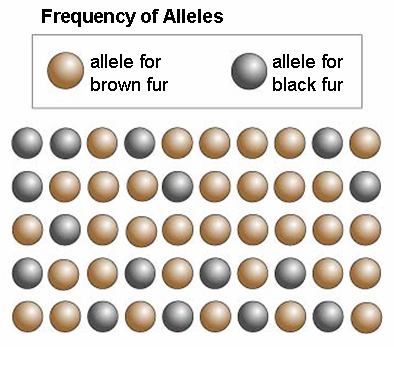 Frequency of Alleles
allele for
brown fur
allele for
black fur